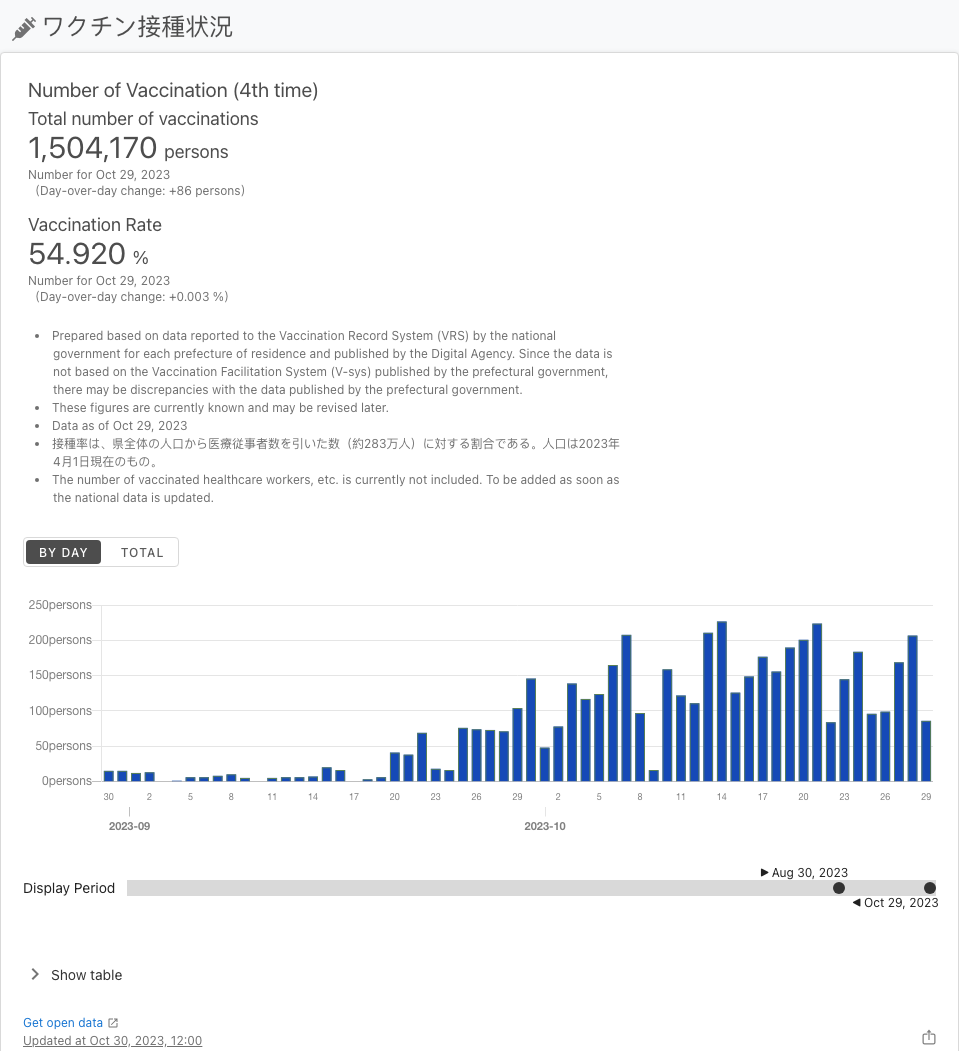 ワクチン接種状況
Number of Vaccination (4th time)
Total number of vaccinations
1,504,170 persons
Number for Oct 29, 2023
(Day-over-day change: +86 persons)
Vaccination Rate
54.920 %
Number for Oct 29, 2023
(Day-over-day change: +0.003 %)
• Prepared based on data reported to the Vaccination Record System (VRS) by the national
government for each prefecture of residence and published by the Digital Agency. Since the data is
not based on the Vaccination Facilitation System (V-sys) published by the prefectural government,
there may be discrepancies with the data published by the prefectural government.
• These figures are currently known and may be revised later.
• Data as of Oct 29, 2023
• 接種率は、県全体の人口から医療従事者数を引いた数（約283万人）に対する割合である。人口は2023年
4月1日現在のもの。
• The number of vaccinated healthcare workers, etc. is currently not included. To be added as soon as
the national data is updated.
BY DAY TOTAL
250persons
200persons
150persons
100persons
50persons
0persons
30 2 5 8 11 14 17 20 23 26 29 2 5 8 11 14 17 20 23 26 29
2023-09 2023-10
Aug 30, 2023
Display Period
Oct 29, 2023
Show table
Get open data
Updated at Oct 30, 2023, 12:00